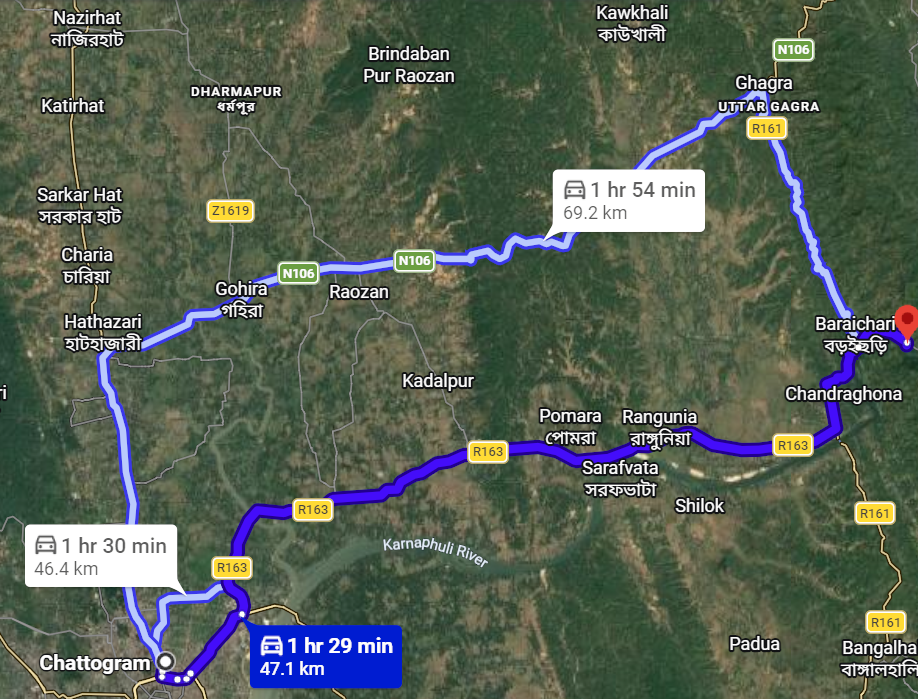 Nazirhat
নাজিরহাট
Kawkhali
কাউখালী
N106
Brindaban
Pur Raozan
Ghagra
DHARMAPUR
ধর্মপুর
Katirhat
UTTAR GAGRA
R161
1 hr 54 min
69.2 km
Sarkar Hat
সরকার হাট
Z1619
Charia
চারিয়া
N106
N106
Gohira
গহিরা
Raozan
Hathazari
হাটহাজারী
Baraichari
বড়ইছড়ি
Kadalpur
ri
Chandraghona
Pomara
পোমরা
Rangunia
রাঙ্গুনিয়া
R163
R163
Sarafvata
সরফভাটা
Shilok
R163
R161
1 hr 30 min
46.4 km
Karnaphuli River
R163
R161
1 hr 29 min
47.1 km
Padua
Bangalha
বাঙ্গালহালি
Chattogram